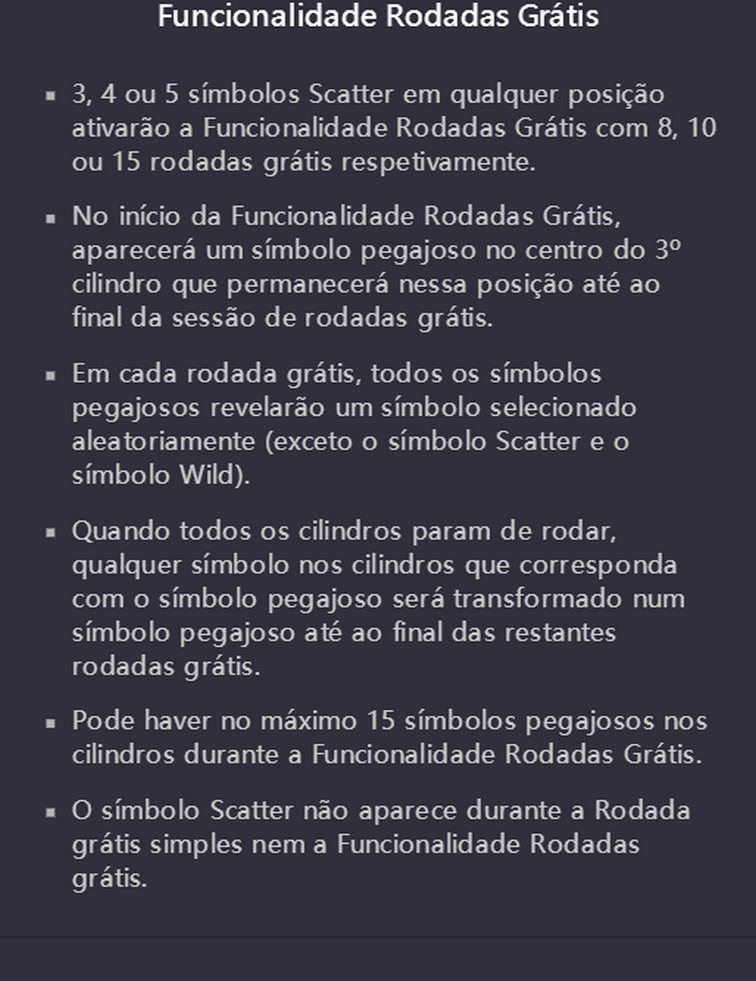 Funcionalidade Rodadas Grátis
▪ 3, 4 ou 5 símbolos Scatter em qualquer posição
ativarão a Funcionalidade Rodadas Grátis com 8, 10
ou 15 rodadas grátis respetivamente.
▪ No início da Funcionalidade Rodadas Grátis,
aparecerá um símbolo pegajoso no centro do 3º
cilindro que permanecerá nessa posição até ao
final da sessão de rodadas grátis.
▪ Em cada rodada grátis, todos os símbolos
pegajosos revelarão um símbolo selecionado
aleatoriamente (exceto o símbolo Scatter e o
símbolo Wild).
▪ Quando todos os cilindros param de rodar,
qualquer símbolo nos cilindros que corresponda
com o símbolo pegajoso será transformado num
símbolo pegajoso até ao final das restantes
rodadas grátis.
▪ Pode haver no máximo 15 símbolos pegajosos nos
cilindros durante a Funcionalidade Rodadas Grátis.
▪ O símbolo Scatter não aparece durante a Rodada
grátis simples nem a Funcionalidade Rodadas
grátis.